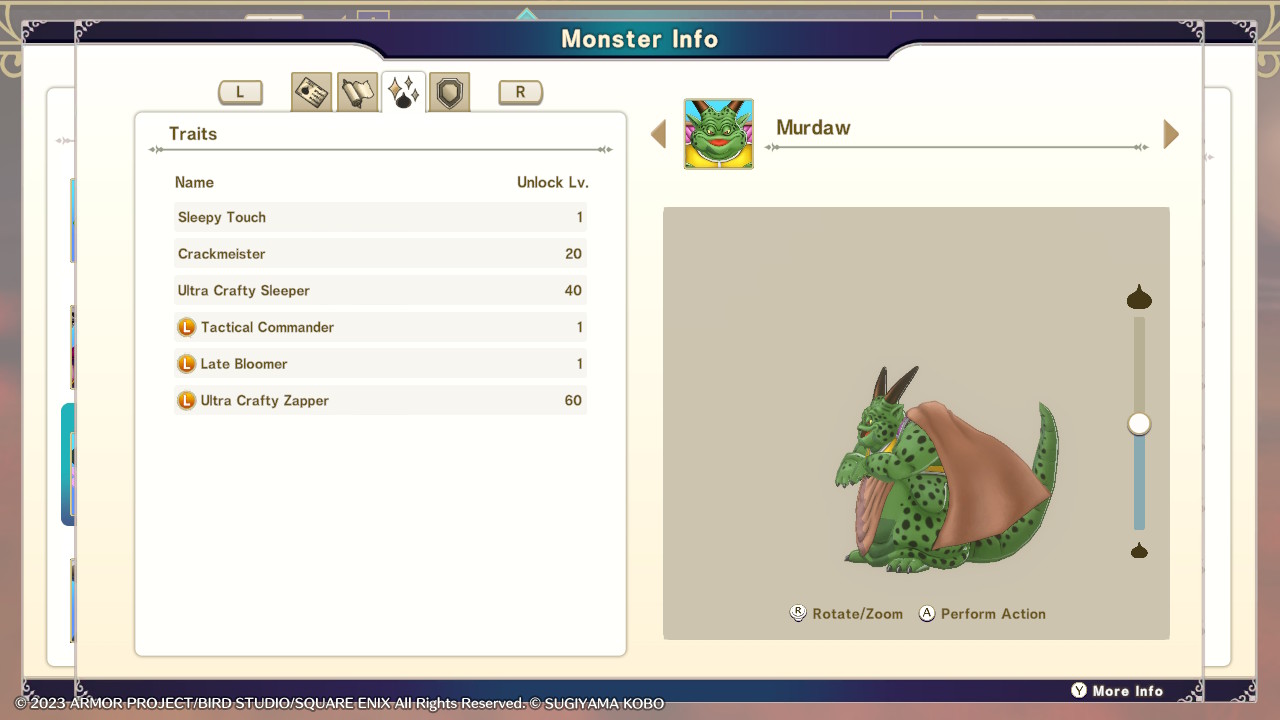 Monster Info
L
R
Traits
Name Unlock Lv.
Sleepy Touch 1
Crackmeister 20
Ultra Crafty Sleeper 40
L Tactical Commander 1
L Late Bloomer 1
L Ultra Crafty Zapper 60
Murdaw
R Rotate/Zoom A Perform Action
Y More Info
© 2023 ARMOR PROJECT/BIRD STUDIO/SQUARE ENIX All Rights Reserved. © SUGIYAMA KOBO